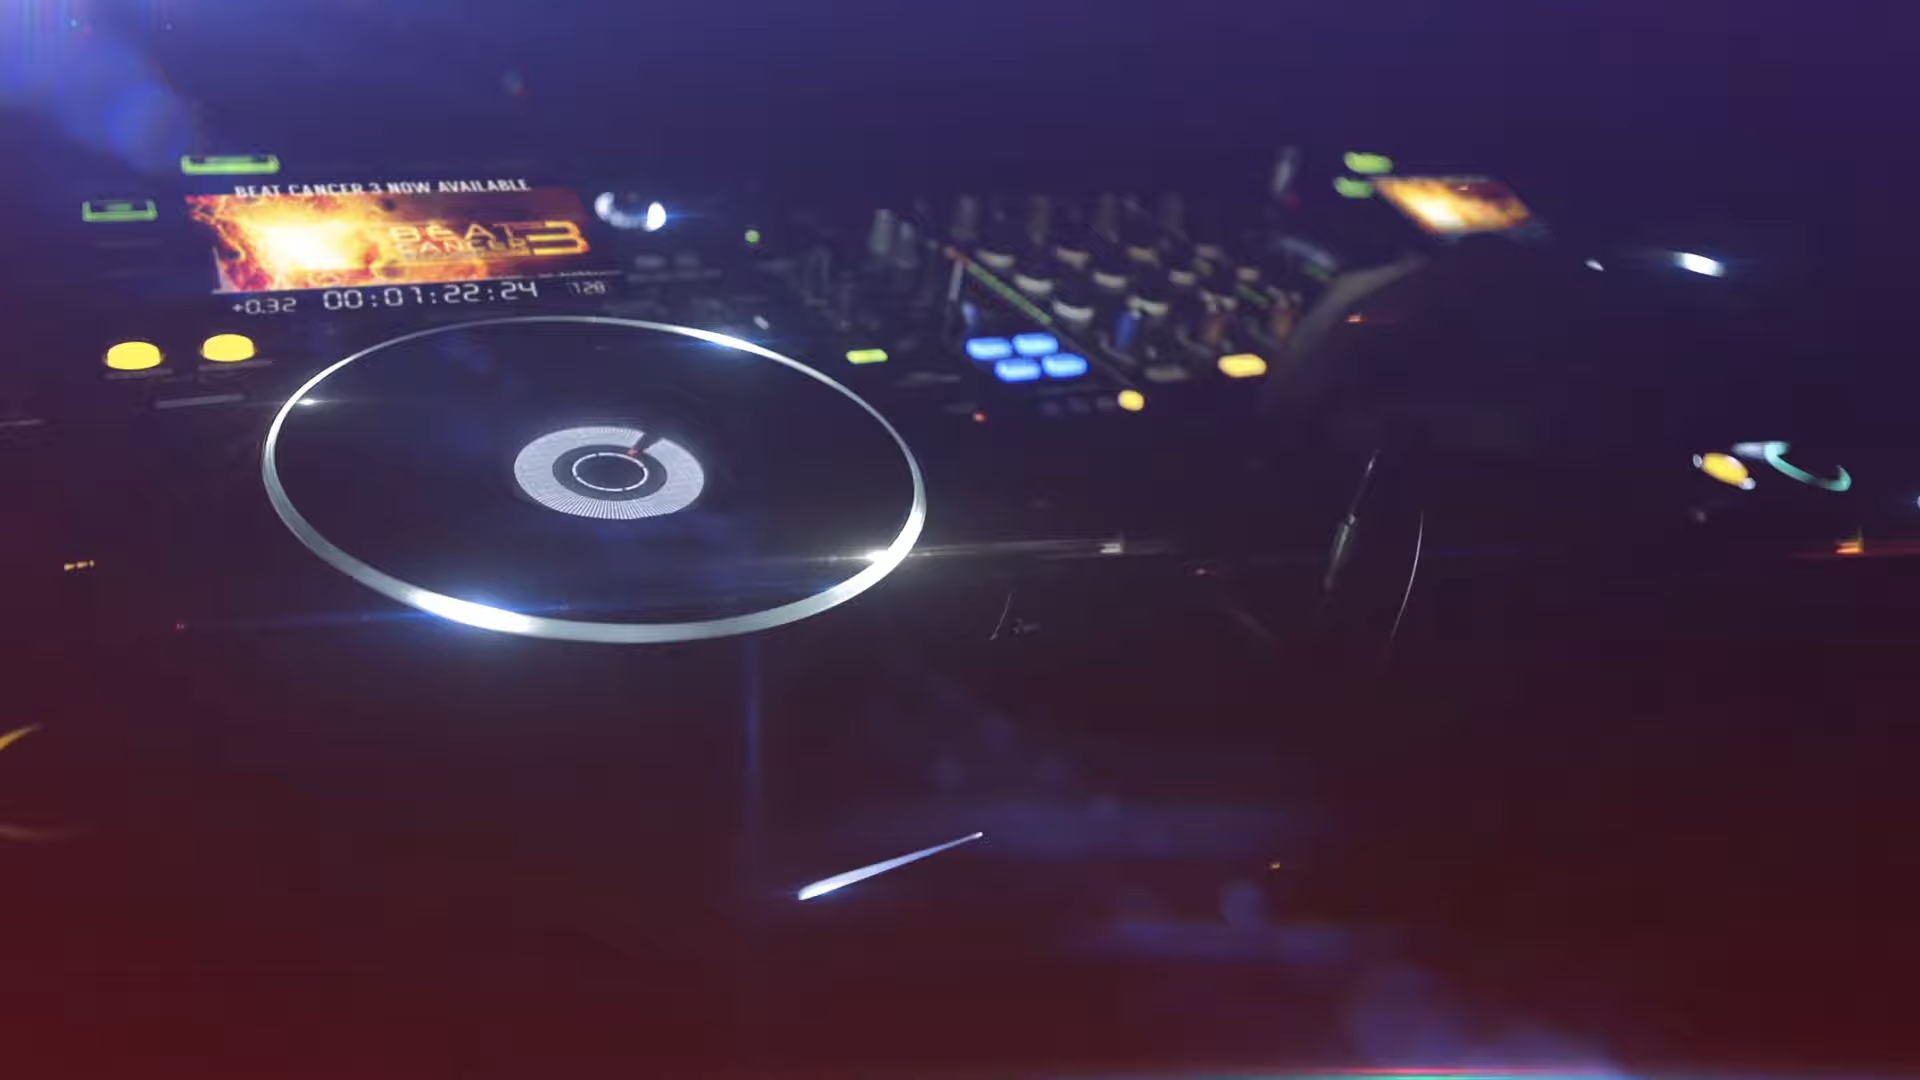 BEAT CANCER 3 NOW AVAILABLE
BEAT 3
CANCER
+0.32 00:01:22:24 128